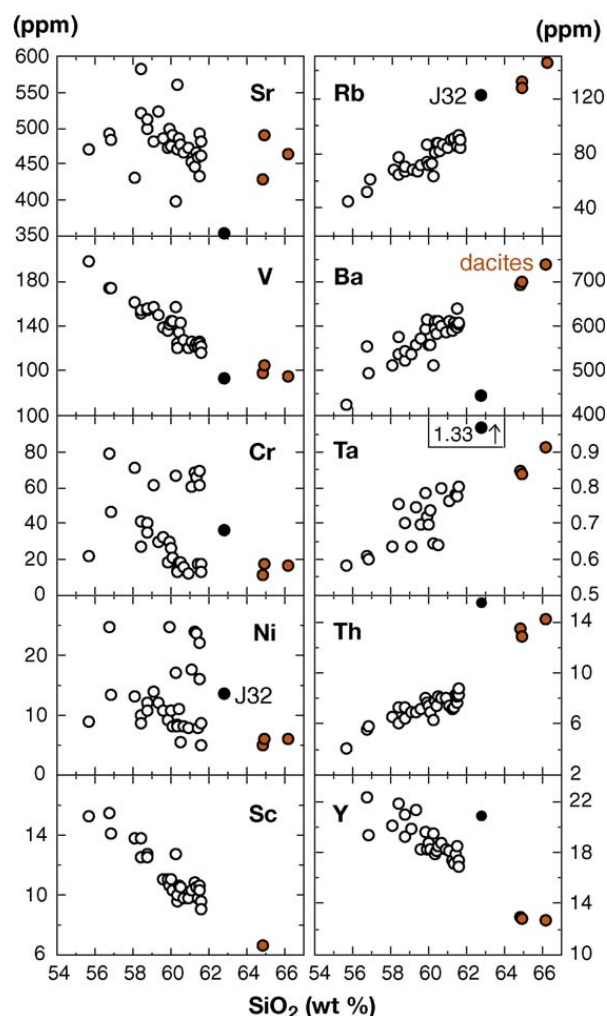 (ppm)
(ppm)
600
550
500
450
400
350
Sr
Rb
J32
120
80
40
180
140
100
V
Ba
dacites
700
600
500
400
100
80
60
40
20
0
Cr
1.33 ↑
Ta
0.9
0.8
0.7
0.6
0.5
20
10
0
Ni
J32
Th
14
10
6
2
14
10
6
Sc
Y
22
18
14
10
54 56 58 60 62 64 66 54 56 58 60 62 64 66
SiO₂ (wt %)